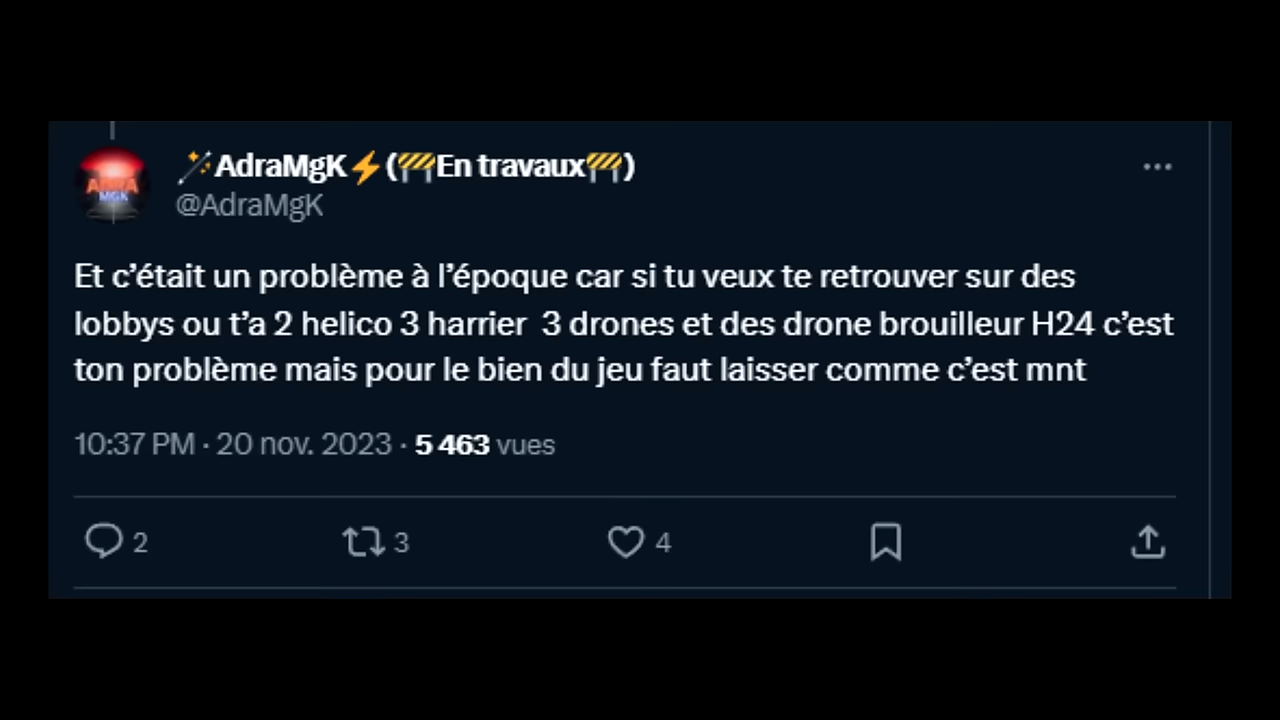 🪄AdraMgK⚡(🚧En travaux🚧)
@AdraMgK
ADRA
MGK
Et c’était un problème à l’époque car si tu veux te retrouver sur des
lobbys ou t’a 2 helico 3 harrier  3 drones et des drone brouilleur H24 c’est
ton problème mais pour le bien du jeu faut laisser comme c’est mnt
10:37 PM · 20 nov. 2023 · 5 463 vues
2 3 4